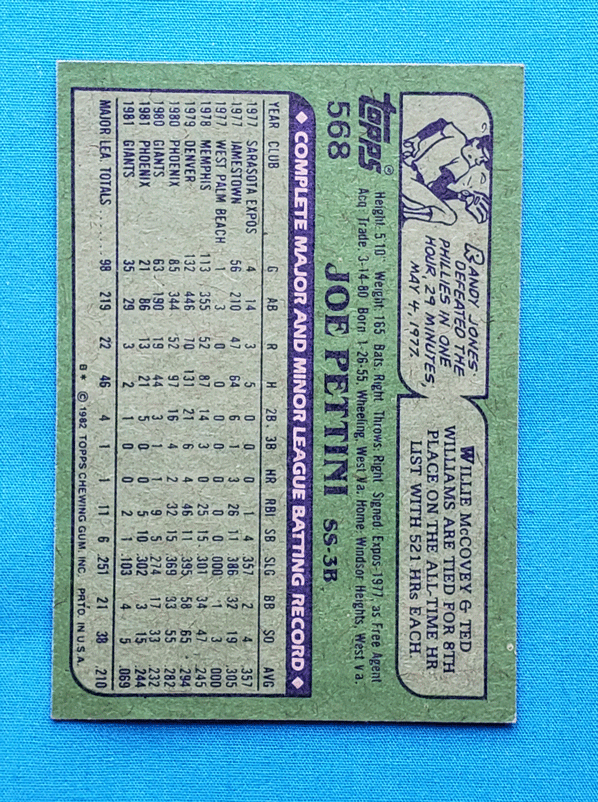 RANDY JONES
DEFEATED THE
PHILLIES IN ONE
HOUR, 29 MINUTES,
MAY 4, 1977.
WILLIE McCOVEY & TED
WILLIAMS ARE TIED FOR 8TH
PLACE ON THE ALL-TIME HR
LIST WITH 521 HRs EACH
topps®
568
Height: 5'10" Weight: 165 Bats: Right Throws: Right Signed: Expos-1977, as Free Agent
Acq: Trade, 3-14-80 Born: 1-26-55, Wheeling, West Va. Home: Windsor Heights, West Va.
JOE PETTINI SS-3B
◆ COMPLETE MAJOR AND MINOR LEAGUE BATTING RECORD ◆
YEAR CLUB G AB R H 2B 3B HR RBI SB SLG BB SO AVG
1977 SARASOTA EXPOS 4 14 3 5 0 0 0 1 4 .357 2 4 .357
1977 JAMESTOWN 56 210 47 64 6 1 3 26 11 .386 32 19 .305
1977 WEST PALM BEACH 1 3 0 0 0 0 0 0 0 .000 1 3 .000
1978 MEMPHIS 113 355 52 87 14 3 0 25 15 .301 34 47 .245
1979 DENVER 132 446 70 131 21 6 4 46 11 .395 58 65 .294
1980 PHOENIX 85 344 52 97 16 4 2 32 15 .369 33 55 .282
1980 GIANTS 63 190 19 44 3 1 1 9 5 .274 17 33 .232
1981 PHOENIX 21 86 13 21 5 0 0 5 10 .302 3 15 .244
1981 GIANTS 35 29 3 2 1 0 0 2 1 .103 4 5 .069
MAJOR LEA. TOTALS ..... 98 219 22 46 4 1 1 11 6 .251 21 38 .210
B* © 1982 TOPPS CHEWING GUM, INC. PRTD. IN U.S.A.